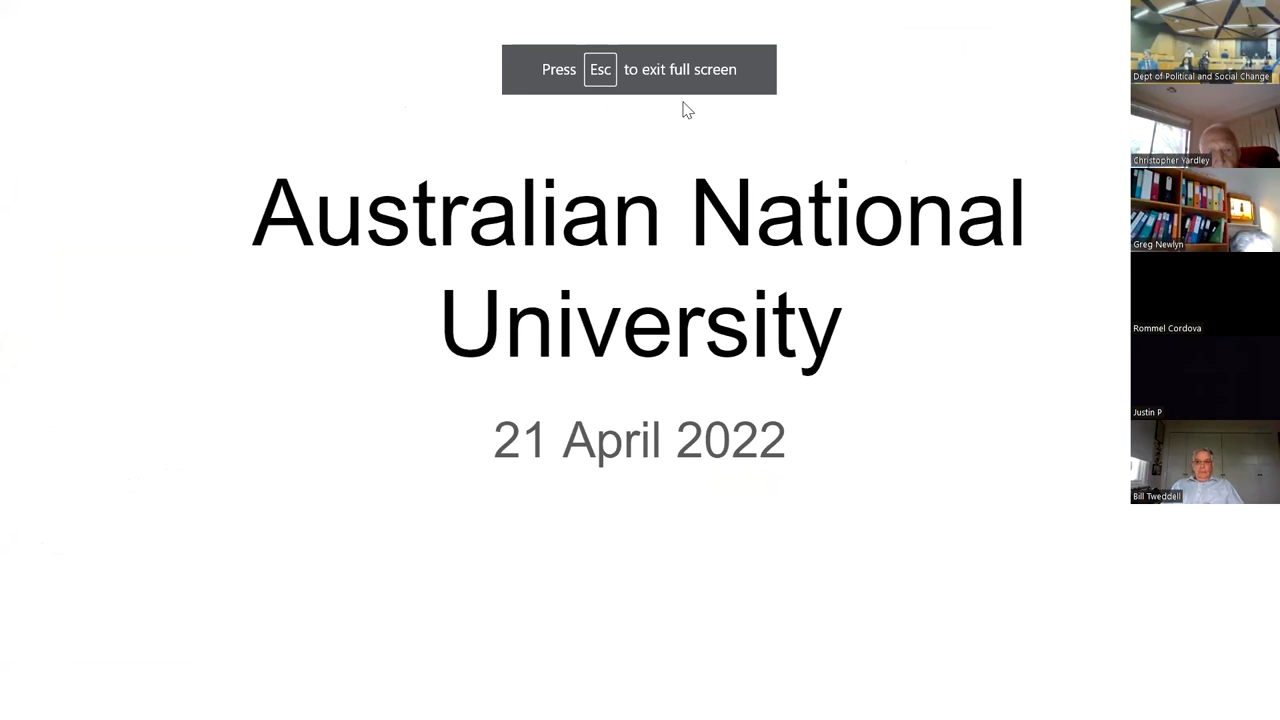 Press Esc to exit full screen
Australian National
University
21 April 2022
Dept of Political and Social Change
Christopher Yardley
Greg Newlyn
Rommel Cordova
Justin P
Bill Tweddell